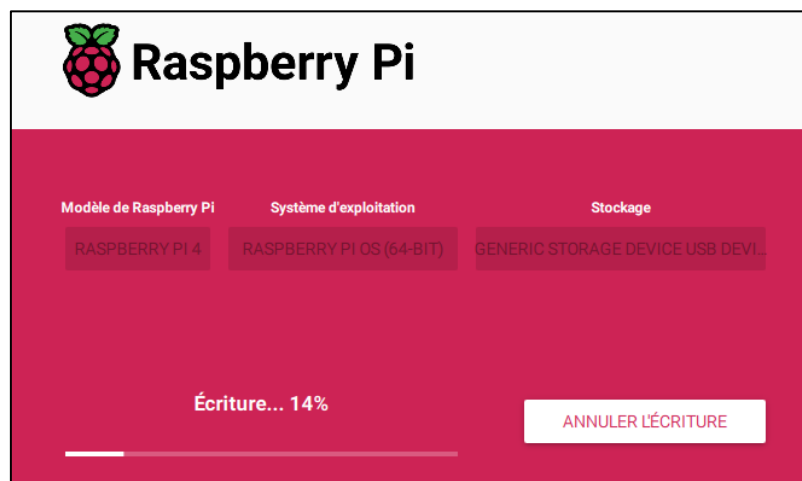 Raspberry Pi
Modèle de Raspberry Pi
Système d'exploitation
Stockage
RASPBERRY PI 4
RASPBERRY PI OS (64-BIT)
GENERIC STORAGE DEVICE USB DEVI...
Écriture... 14%
ANNULER L'ÉCRITURE